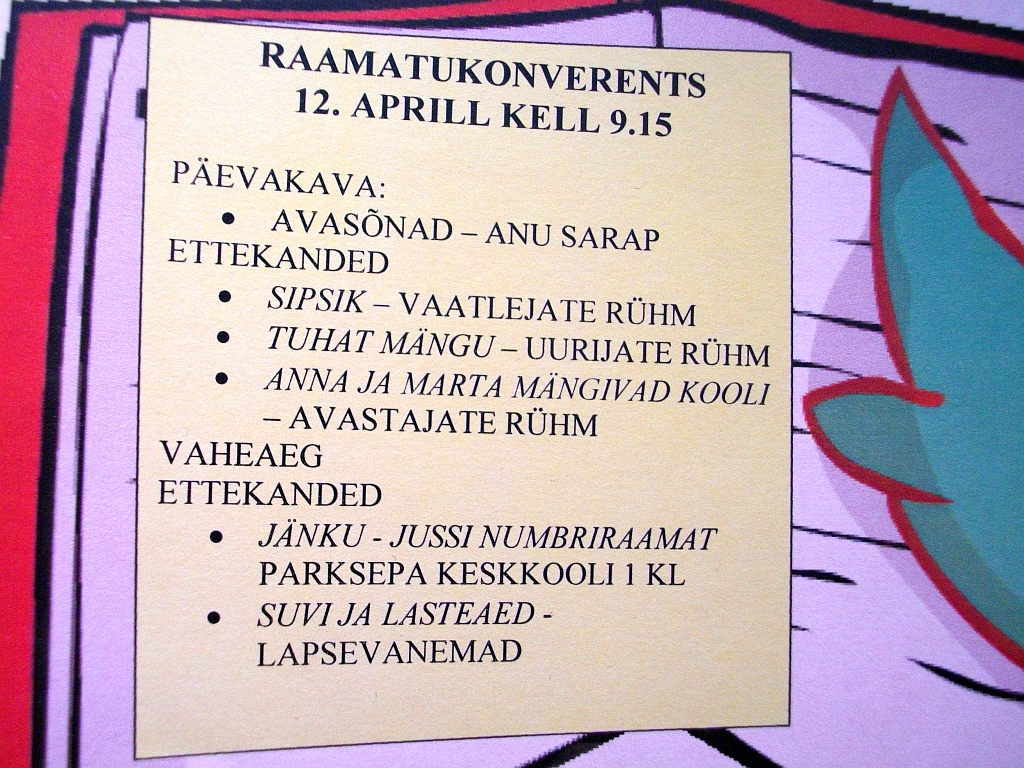 RAAMATUKONVERENTS
12. APRILL KELL 9.15
PÄEVAKAVA:
• AVASÕNAD – ANU SARAP
ETTEKANDED
• SIPSIK – VAATLEJATE RÜHM
• TUHAT MÄNGU – UURIJATE RÜHM
• ANNA JA MARTA MÄNGIVAD KOOLI
– AVASTAJATE RÜHM
VAHEAEG
ETTEKANDED
• JÄNKU - JUSSI NUMBRIRAAMAT
PARKSEPA KESKKOOLI 1 KL
• SUVI JA LASTEAED -
LAPSEVANEMAD